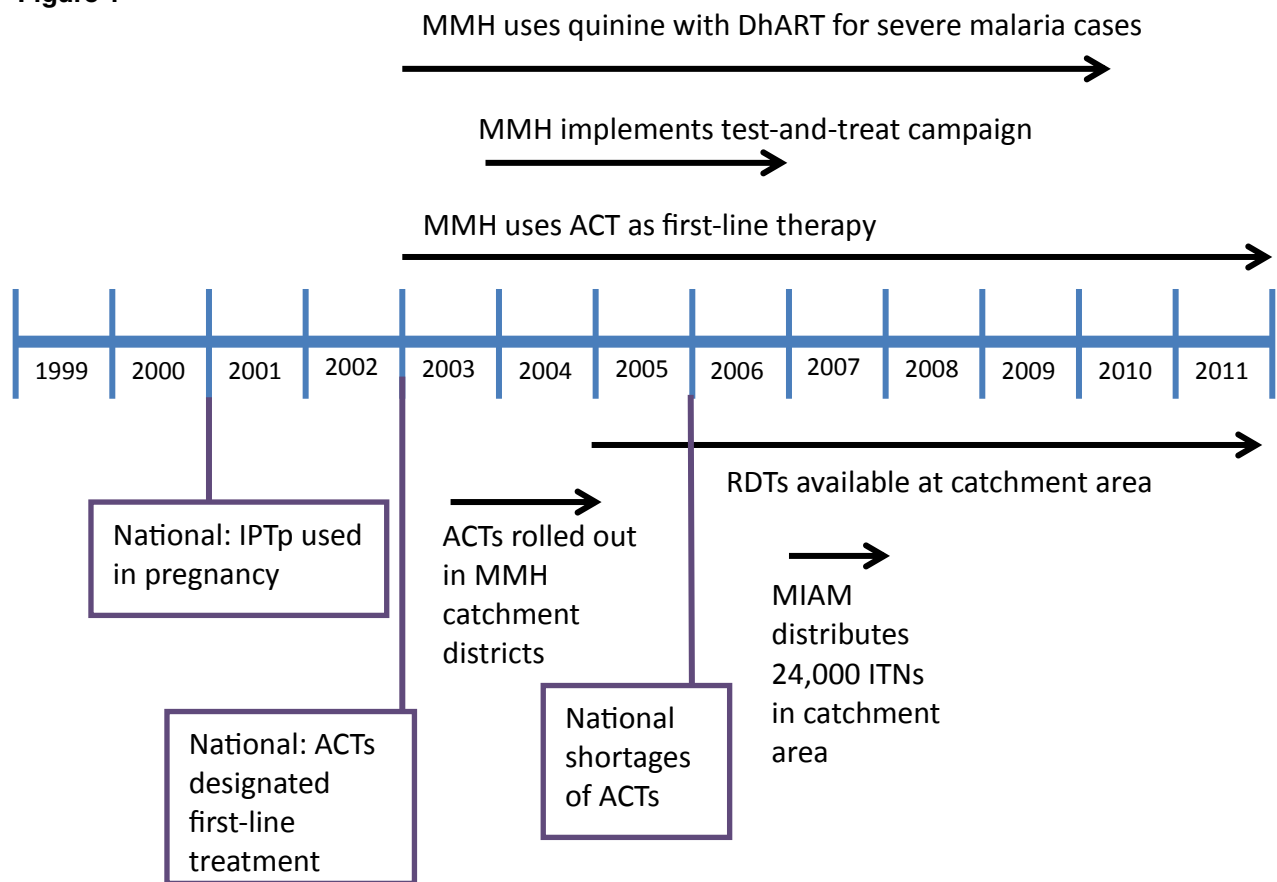 MMH uses quinine with DhART for severe malaria cases
MMH implements test-and-treat campaign
MMH uses ACT as first-line therapy
1999
2000
2001
2002
2003
2004
2005
2006
2007
2008
2009
2010
2011
RDTs available at catchment area
National: IPTp used
in pregnancy
ACTs rolled out
in MMH
catchment
districts
MIAM
distributes
24,000 ITNs
in catchment
area
National: ACTs
designated
first-line
treatment
National
shortages
of ACTs